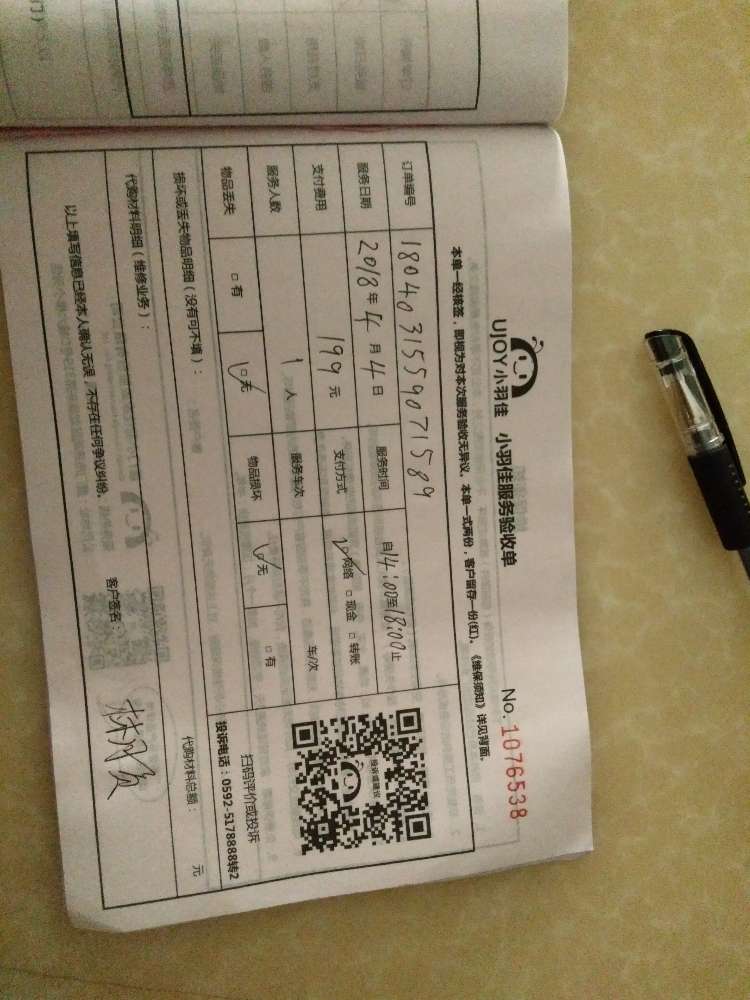 UJOY小羽佳 小羽佳服务验收单 No. 1076538
本单一经核签，即视为对本次服务验收无异议，本单一式两份，客户留存一份(红)。《维保须知》详见背面。
订单编号 1804031559071589
服务日期 2018年4月4日 服务时间 自14:00至18:00止
支付费用 199元 支付方式 ☑网络 □现金 □转账
服务人数 1人 服务车次 车/次
物品丢失 □有 ☑无 物品损坏 ☑无 □有
投诉或建议
扫码评价或投诉
投诉电话：0592-5178888转2
损坏或丢失物品明细（没有可不填）：
代购材料明细（维修业务）： 代购材料总额： 元
以上填写信息已经本人确认无误，不存在任何争议纠纷。 客户签名：